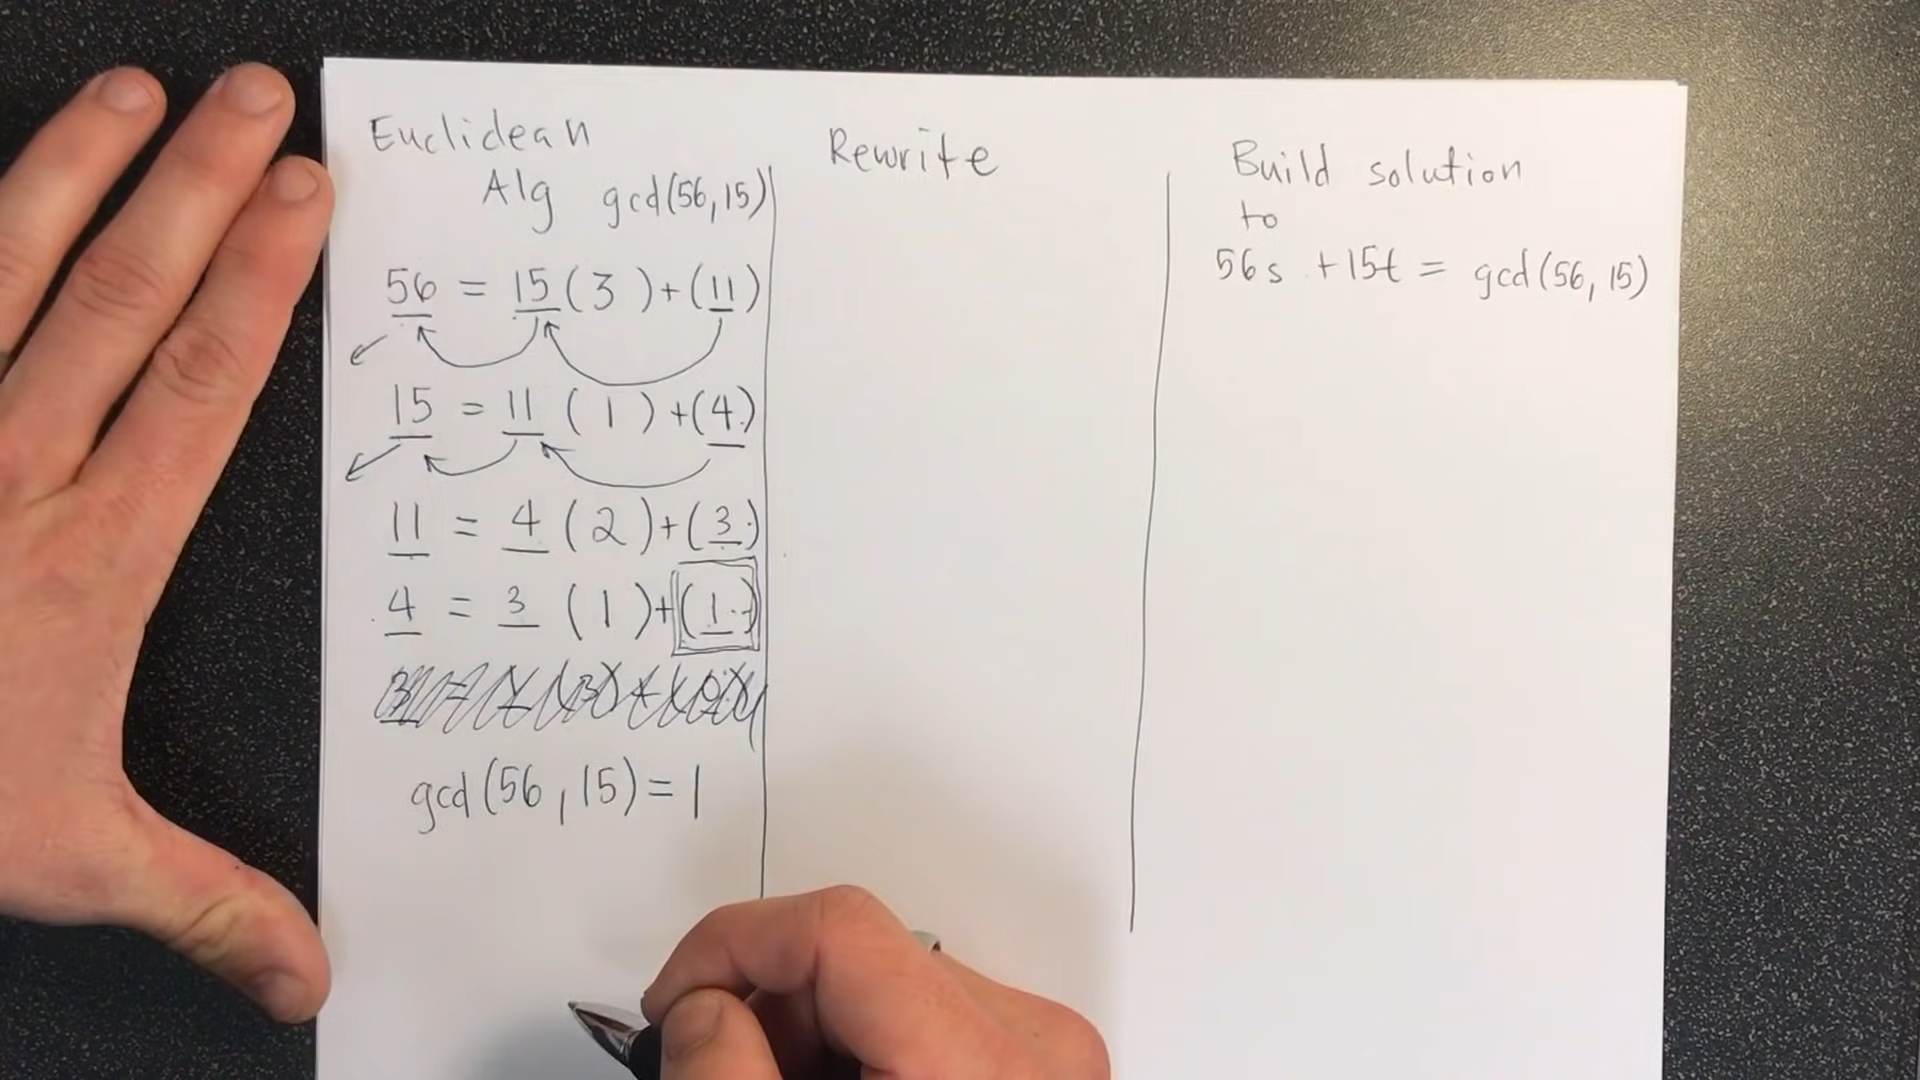 Euclidean
Alg gcd(56,15)
56 = 15(3)+(11)
15 = 11(1)+(4)
11 = 4(2)+(3)
4 = 3(1)+(1)
gcd(56,15)=1
Rewrite
Build solution
to
56s +15t = gcd(56,15)